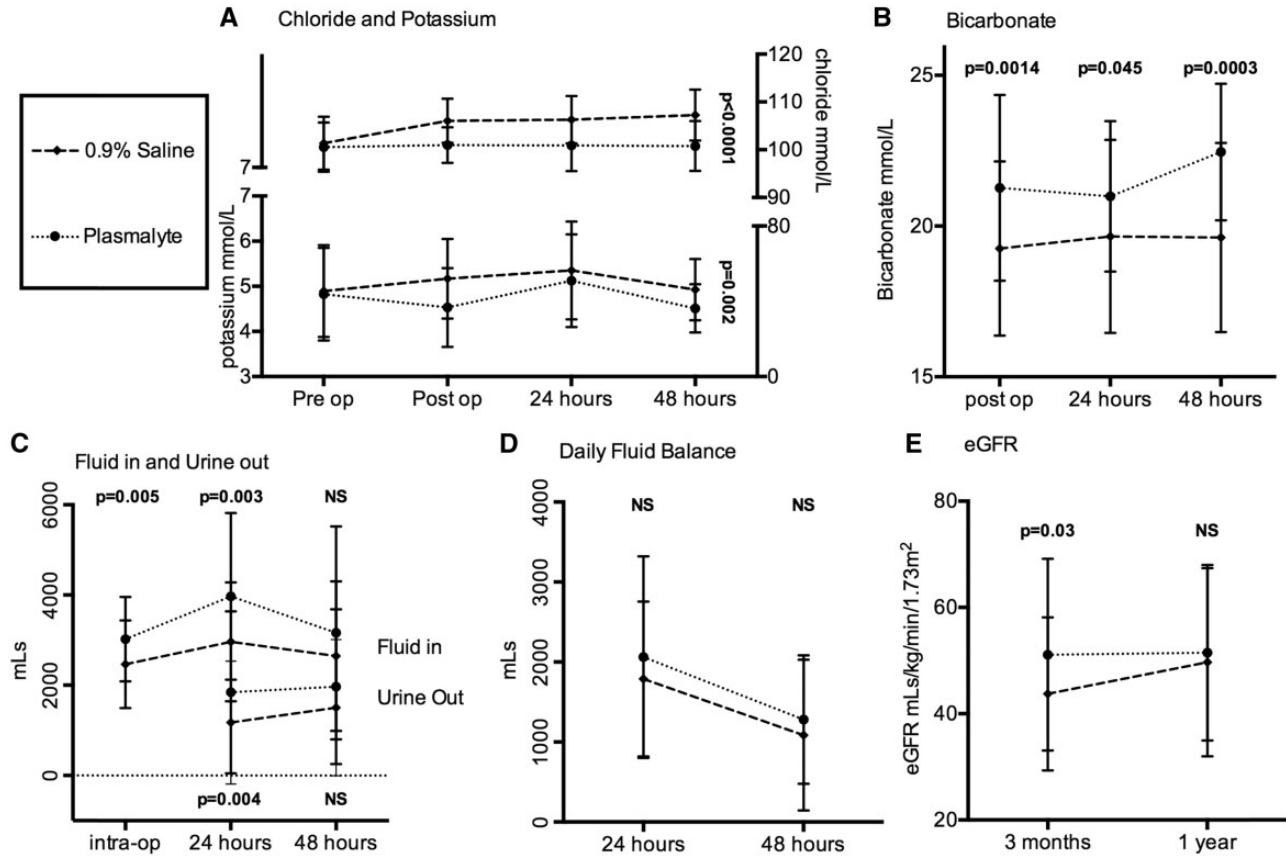 0.9% Saline
Plasmalyte
A Chloride and Potassium
120
110
100
90
80
0
chloride mmol/L
7
7
6
5
4
3
potassium mmol/L
p<0.0001
p=0.002
Pre op Post op 24 hours 48 hours
B Bicarbonate
p=0.0014 p=0.045 p=0.0003
25
20
15
Bicarbonate mmol/L
post op 24 hours 48 hours
C Fluid in and Urine out
p=0.005 p=0.003 NS
6000
4000
2000
0
mLs
Fluid in
Urine Out
p=0.004 NS
intra-op 24 hours 48 hours
D Daily Fluid Balance
NS NS
4000
3000
2000
1000
0
mLs
24 hours 48 hours
E eGFR
p=0.03 NS
80
60
40
20
eGFR mLs/kg/min/1.73m²
3 months 1 year